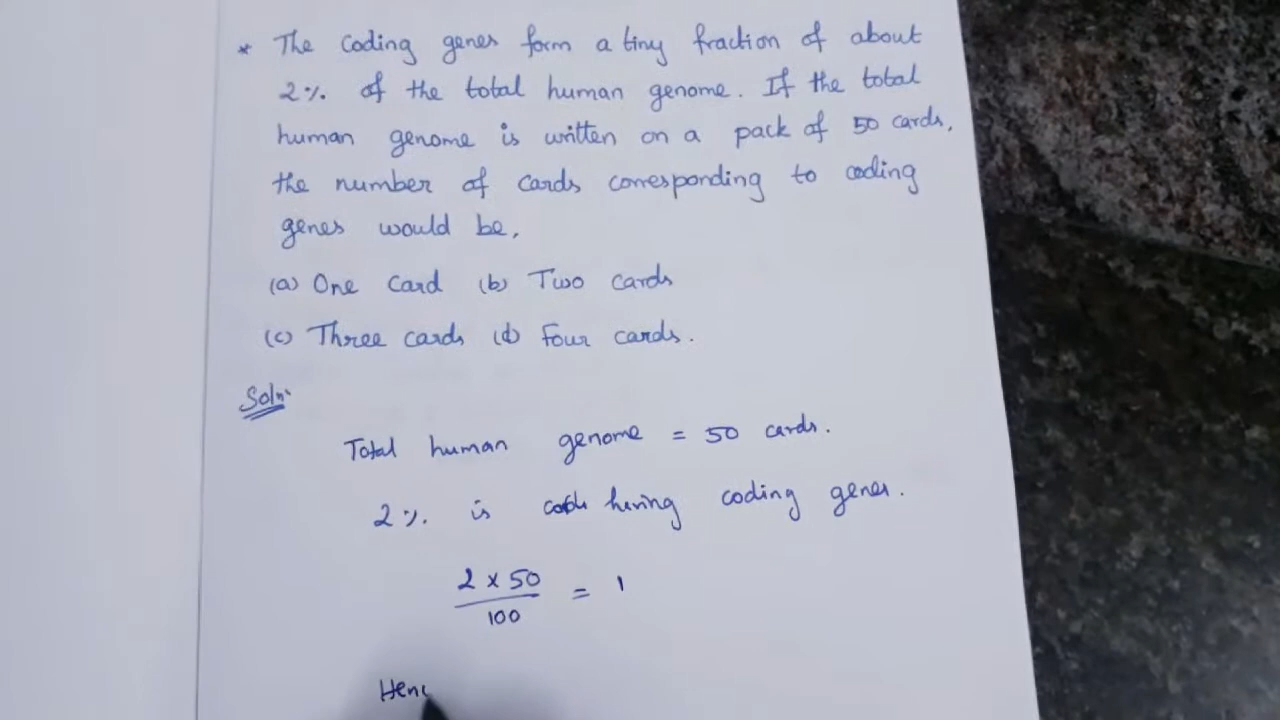 * The coding genes form a tiny fraction of about
2%. of the total human genome. If the total
human genome is written on a pack of 50 cards,
the number of cards corresponding to coding
genes would be,
(a) One card (b) Two cards
(c) Three cards (d) Four cards.
Soln.
Total human genome = 50 cards.
2%. is having coding genes.
2 x 50
100
= 1
Hen